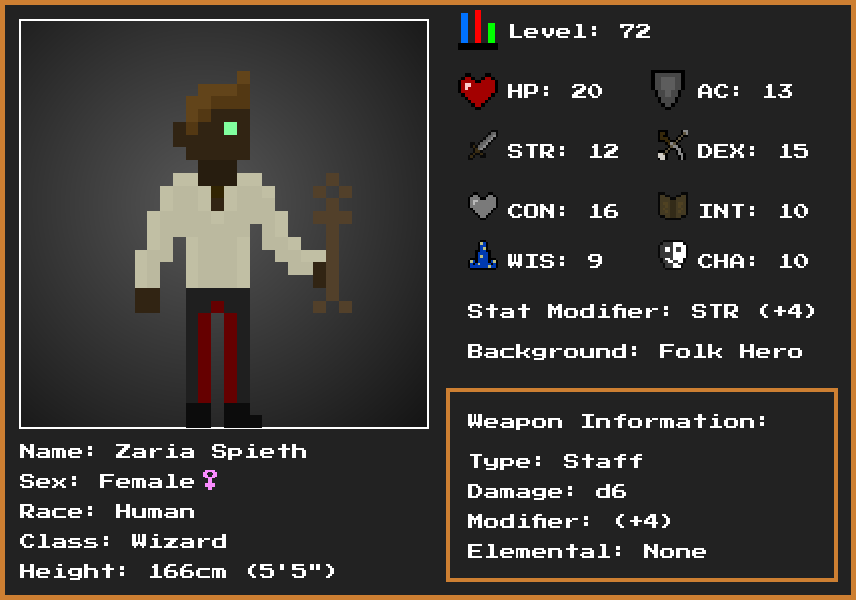 Level: 72
HP: 20
AC: 13
STR: 12
DEX: 15
CON: 16
INT: 10
WIS: 9
CHA: 10
Stat Modifier: STR (+4)
Background: Folk Hero
Weapon Information:
Type: Staff
Damage: d6
Modifier: (+4)
Elemental: None
Name: Zaria Spieth
Sex: Female♀
Race: Human
Class: Wizard
Height: 166cm (5'5")